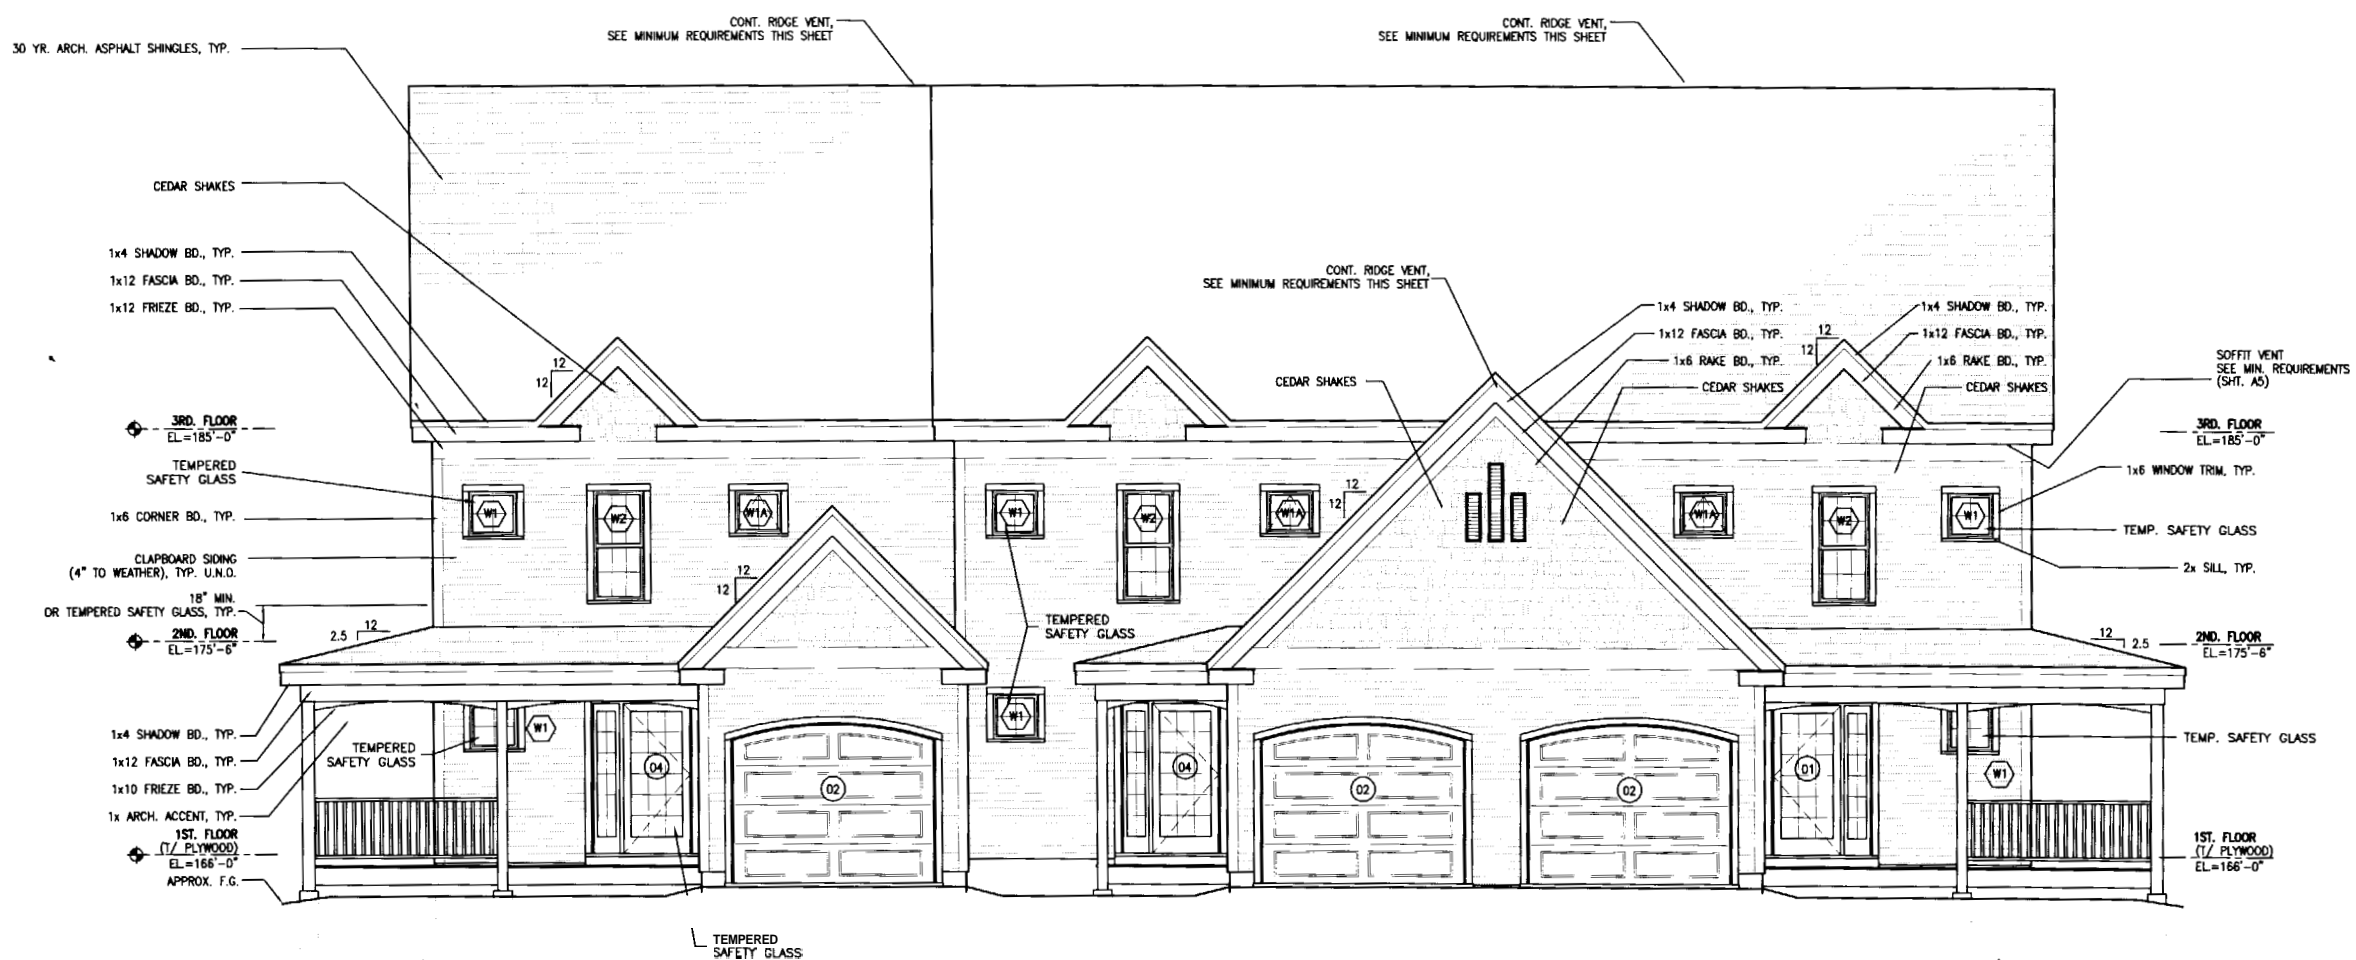 CONT. RIDGE VENT,
SEE MINIMUM REQUIREMENTS THIS SHEET
CONT. RIDGE VENT,
SEE MINIMUM REQUIREMENTS THIS SHEET
30 YR. ARCH. ASPHALT SHINGLES, TYP.
CEDAR SHAKES
1x4 SHADOW BD., TYP.
1x12 FASCIA BD., TYP.
1x12 FRIEZE BD., TYP.
CONT. RIDGE VENT,
SEE MINIMUM REQUIREMENTS THIS SHEET
1x4 SHADOW BD., TYP.
1x12 FASCIA BD., TYP.
1x6 RAKE BD., TYP.
CEDAR SHAKES
CEDAR SHAKES
12
12
1x4 SHADOW BD., TYP.
1x12 FASCIA BD., TYP.
1x6 RAKE BD., TYP.
CEDAR SHAKES
12
12
SOFFIT VENT
SEE MIN. REQUIREMENTS
(SHT. A5)
3RD. FLOOR
EL.=185'-0"
3RD. FLOOR
EL.=185'-0"
TEMPERED
SAFETY GLASS
1x6 CORNER BD., TYP.
CLAPBOARD SIDING
(4" TO WEATHER), TYP. U.N.O.
18" MIN.
OR TEMPERED SAFETY GLASS, TYP.
W1
W2
W1A
W1
W2
W1A
12
12
W1A
W2
W1
1x6 WINDOW TRIM, TYP.
TEMP. SAFETY GLASS
2x SILL, TYP.
12
12
TEMPERED
SAFETY GLASS
2.5
12
2ND. FLOOR
EL.=175'-6"
12
2.5
2ND. FLOOR
EL.=175'-6"
1x4 SHADOW BD., TYP.
1x12 FASCIA BD., TYP.
1x10 FRIEZE BD., TYP.
1x ARCH. ACCENT, TYP.
TEMPERED
SAFETY GLASS
W1
04
02
W1
04
02
02
01
W1
TEMP. SAFETY GLASS
1ST. FLOOR
(T/ PLYWOOD)
EL.=166'-0"
APPROX. F.G.
1ST. FLOOR
(T/ PLYWOOD)
EL.=166'-0"
TEMPERED
SAFETY GLASS